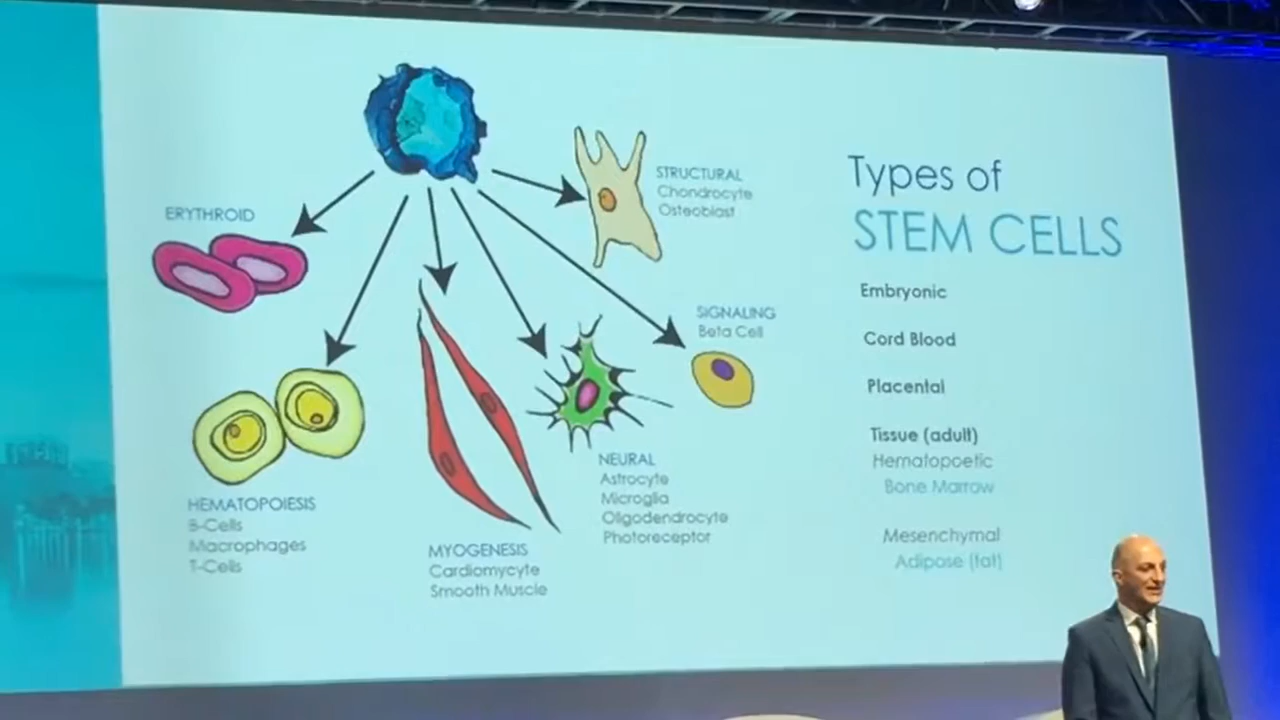 ERYTHROID
STRUCTURAL
Chondrocyte
Osteoblast
SIGNALING
Beta Cell
HEMATOPOIESIS
B-Cells
Macrophages
T-Cells
MYOGENESIS
Cardiomycyte
Smooth Muscle
NEURAL
Astrocyte
Microglia
Oligodendrocyte
Photoreceptor
Types of
STEM CELLS
Embryonic
Cord Blood
Placental
Tissue (adult)
Hematopoetic
Bone Marrow
Mesenchymal
Adipose (fat)